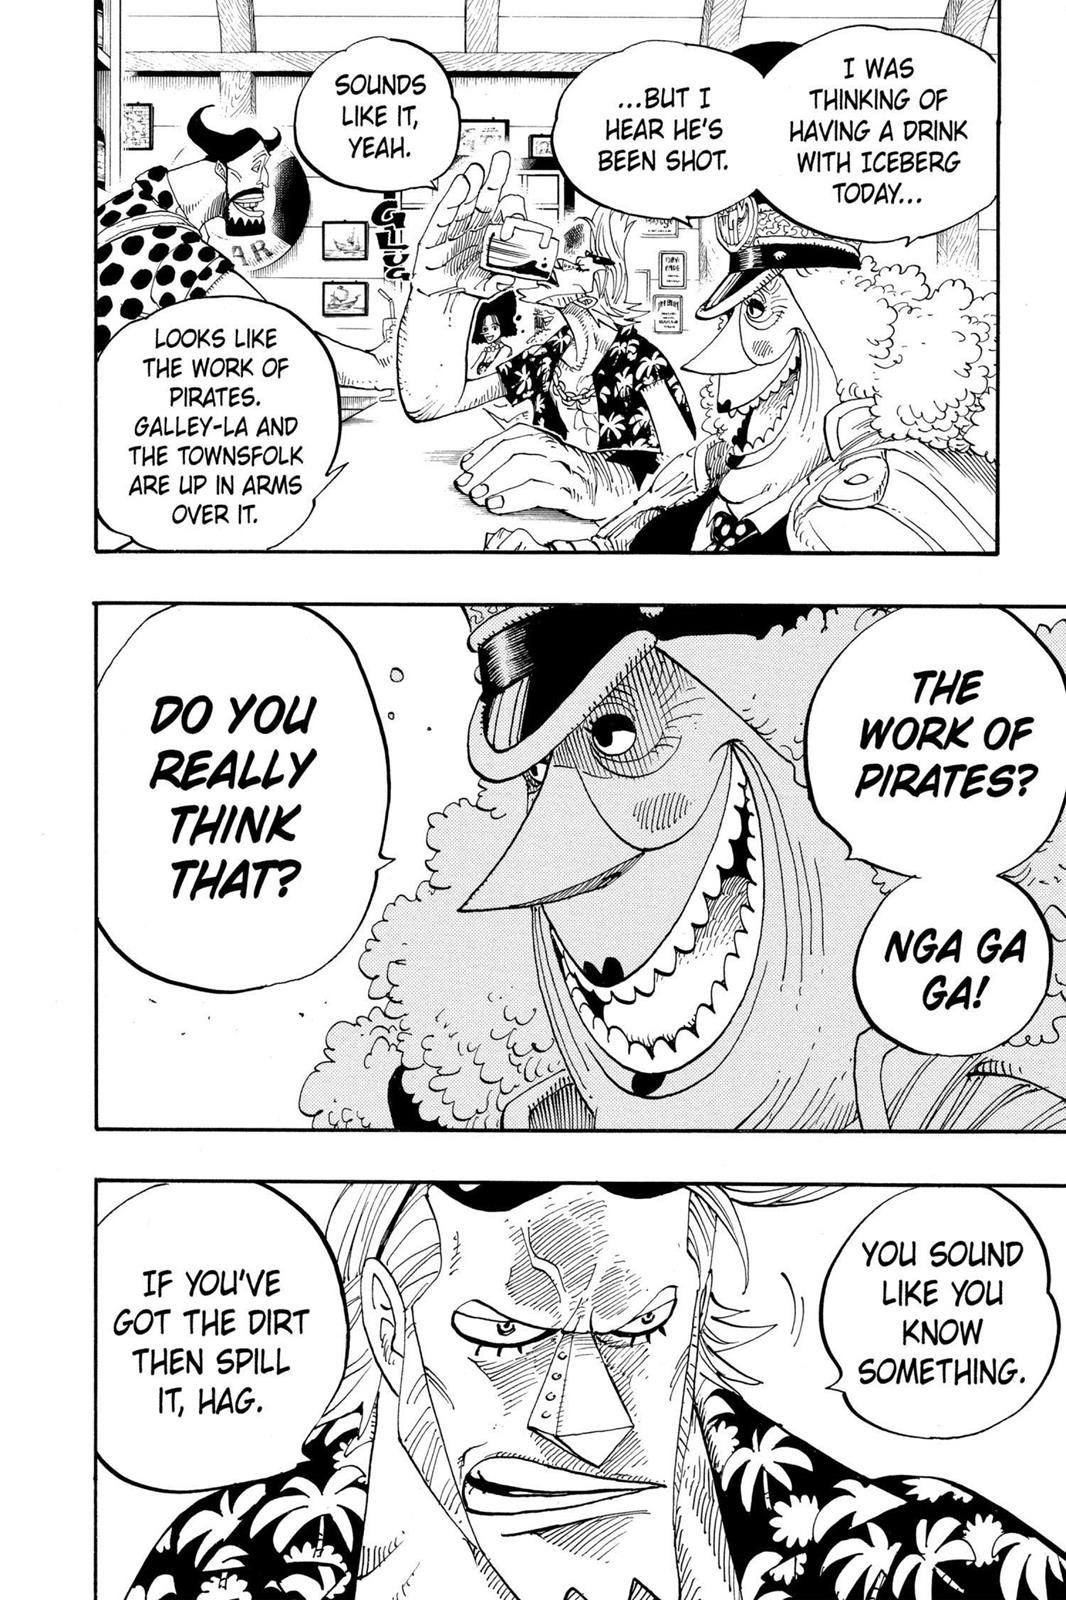 I WAS
THINKING OF
HAVING A DRINK
WITH ICEBERG
TODAY...
...BUT I
HEAR HE'S
BEEN SHOT.
SOUNDS
LIKE IT,
YEAH.
GLUG
LOOKS LIKE
THE WORK OF
PIRATES.
GALLEY-LA AND
THE TOWNSFOLK
ARE UP IN ARMS
OVER IT.
THE
WORK OF
PIRATES?
NGA GA
GA!
DO YOU
REALLY
THINK
THAT?
YOU SOUND
LIKE YOU
KNOW
SOMETHING.
IF YOU'VE
GOT THE DIRT
THEN SPILL
IT, HAG.